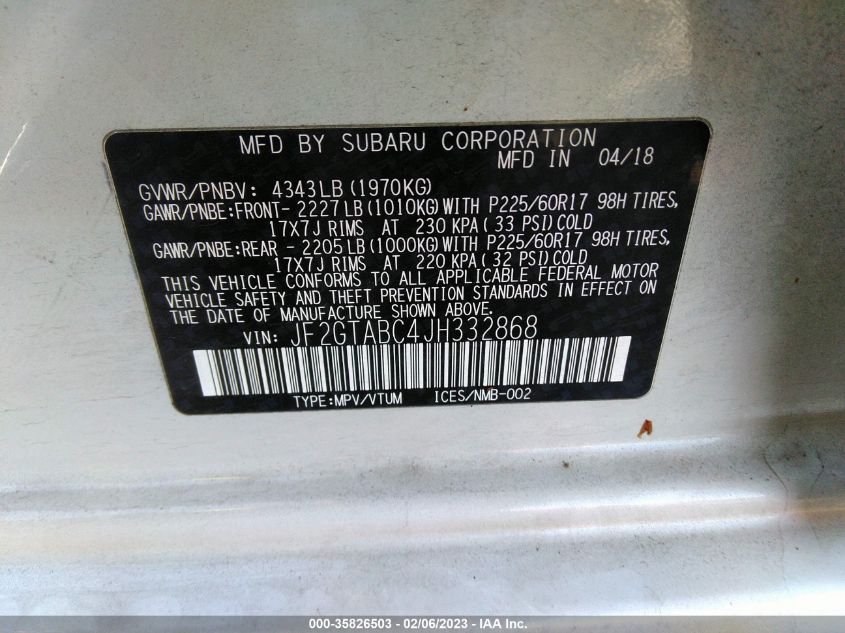 MFD BY SUBARU CORPORATION
MFD IN 04/18
GVWR/PNBV: 4343LB (1970KG)
GAWR/PNBE:FRONT- 2227LB (1010KG) WITH P225/60R17 98H TIRES,
17X7J RIMS AT 230 KPA (33 PSI) COLD
GAWR/PNBE:REAR - 2205LB (1000KG) WITH P225/60R17 98H TIRES,
17X7J RIMS AT 220 KPA (32 PSI) COLD
THIS VEHICLE CONFORMS TO ALL APPLICABLE FEDERAL MOTOR
VEHICLE SAFETY AND THEFT PREVENTION STANDARDS IN EFFECT ON
THE DATE OF MANUFACTURE SHOWN ABOVE.
VIN: JF2GTABC4JH332868
TYPE:MPV/VTUM ICES/NMB-002
000-35826503 - 02/06/2023 - IAA Inc.